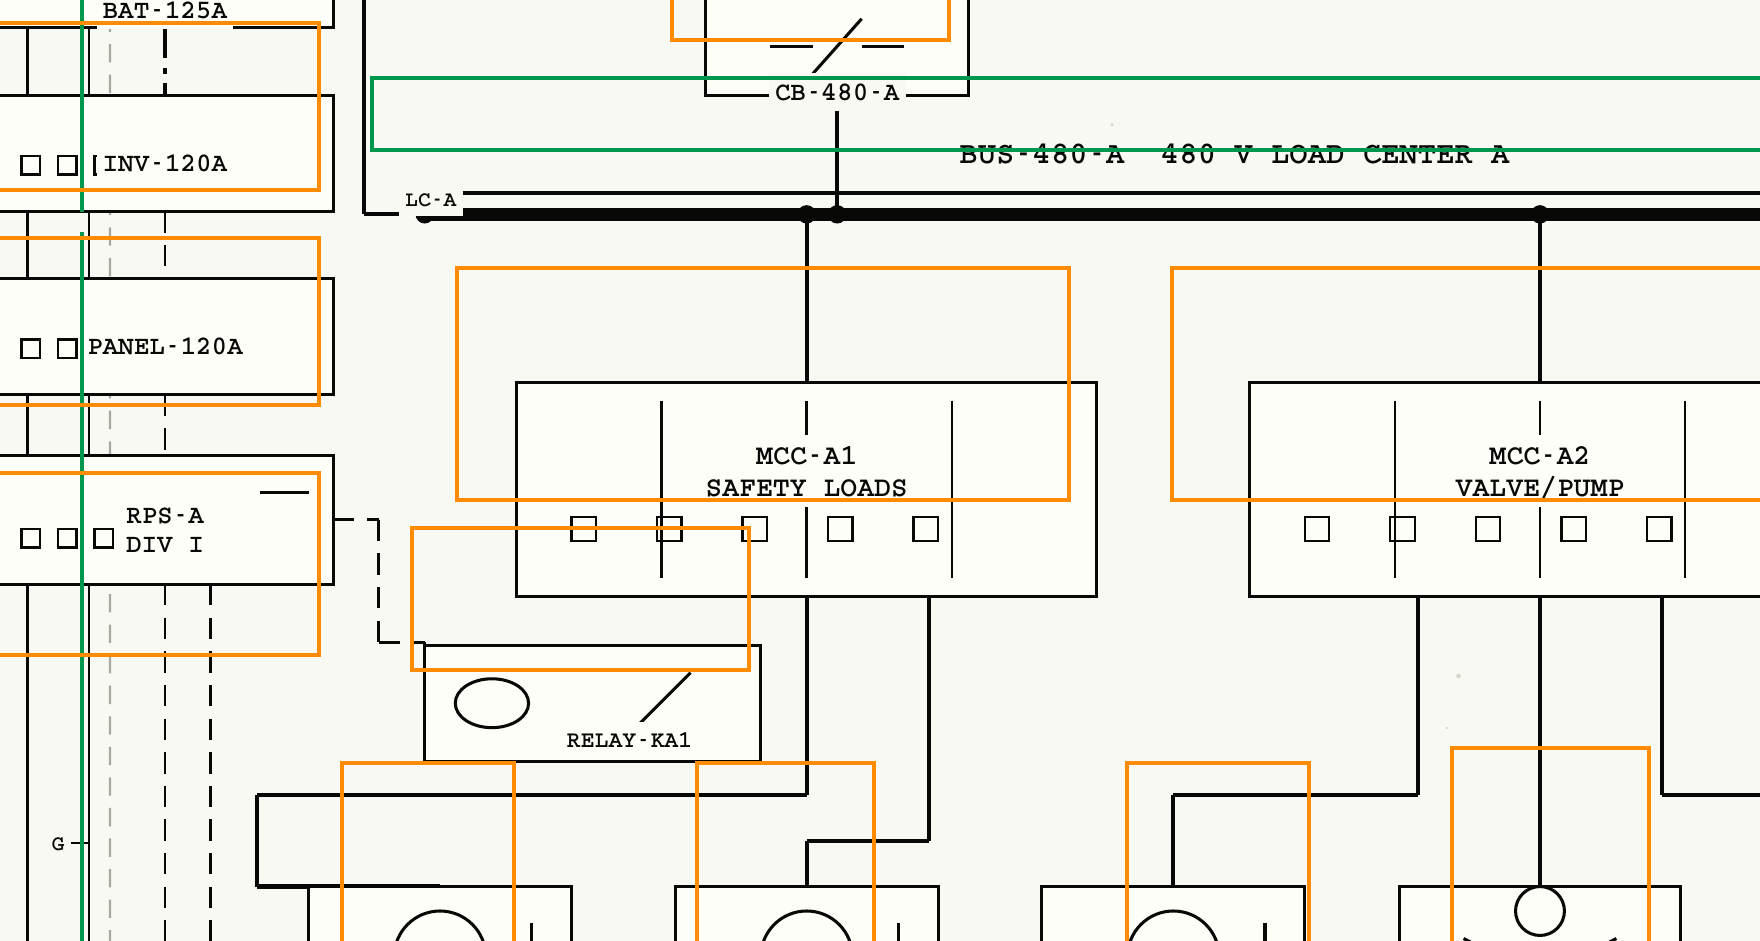 BAT-125A
CB-480-A
BUS-480-A 480 V LOAD CENTER A
INV-120A
LC-A
PANEL-120A
MCC-A1
SAFETY LOADS
MCC-A2
VALVE/PUMP
RPS-A
DIV I
RELAY-KA1
G